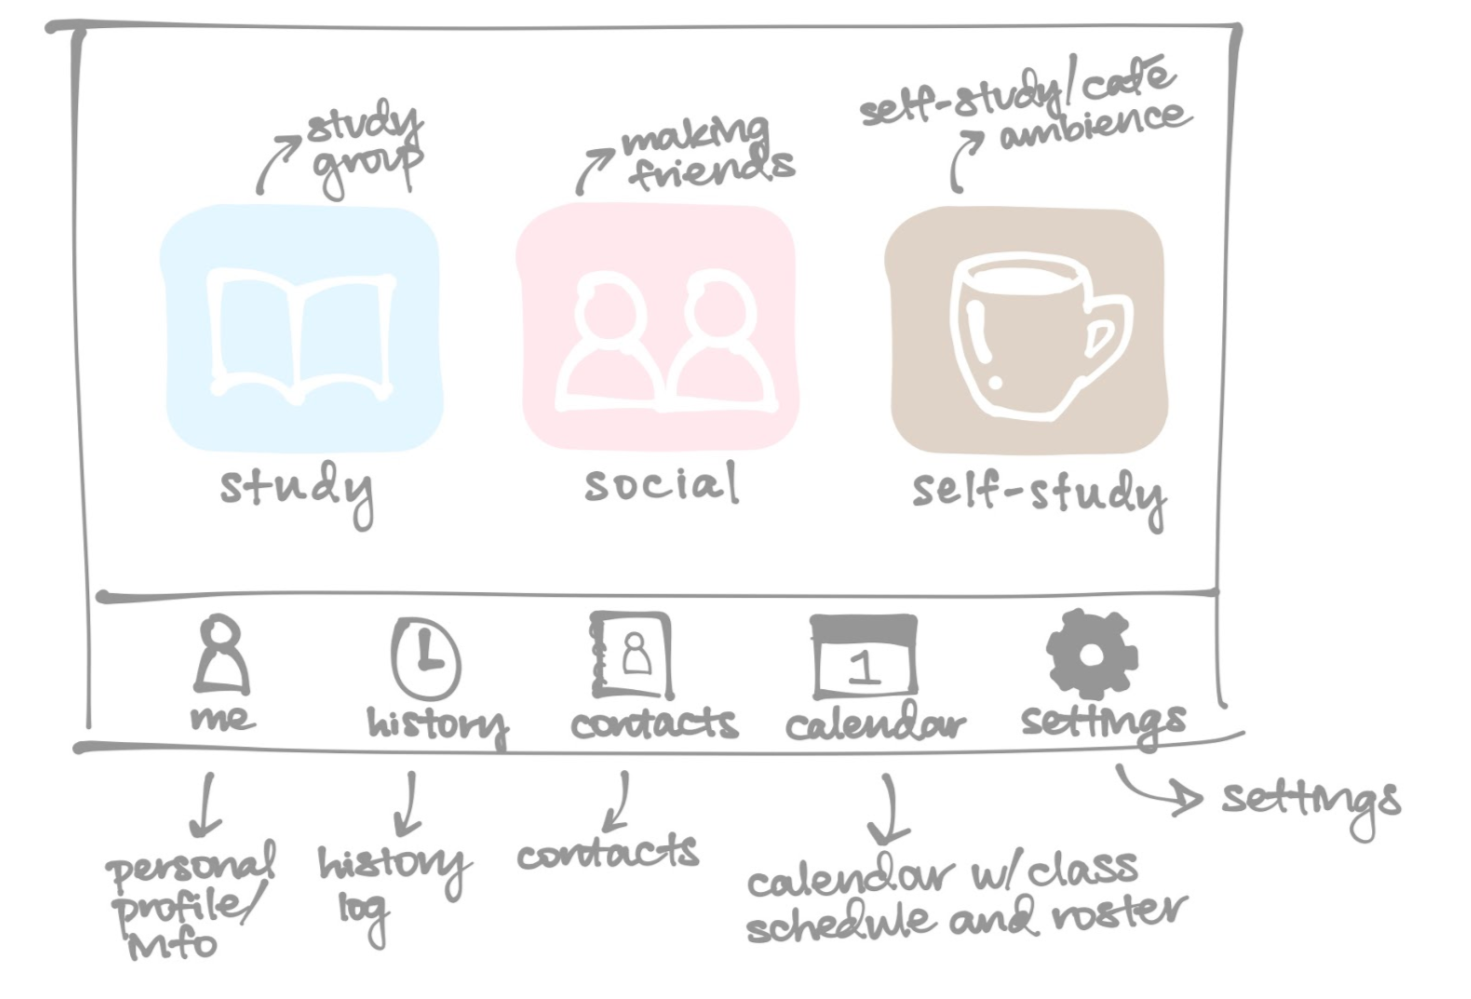 study
group
making
friends
self-study/cafe
ambience
study
social
self-study
1
me
history
contacts
calendar
settings
personal
profile/
info
history
log
contacts
calendar w/ class
schedule and roster
settings